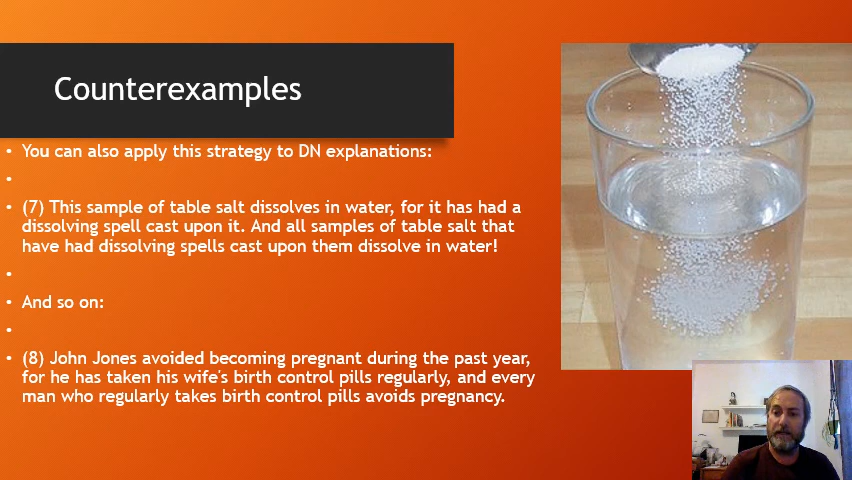 Counterexamples
• You can also apply this strategy to DN explanations:
•
• (7) This sample of table salt dissolves in water, for it has had a
dissolving spell cast upon it. And all samples of table salt that
have had dissolving spells cast upon them dissolve in water!
•
• And so on:
•
• (8) John Jones avoided becoming pregnant during the past year,
for he has taken his wife's birth control pills regularly, and every
man who regularly takes birth control pills avoids pregnancy.